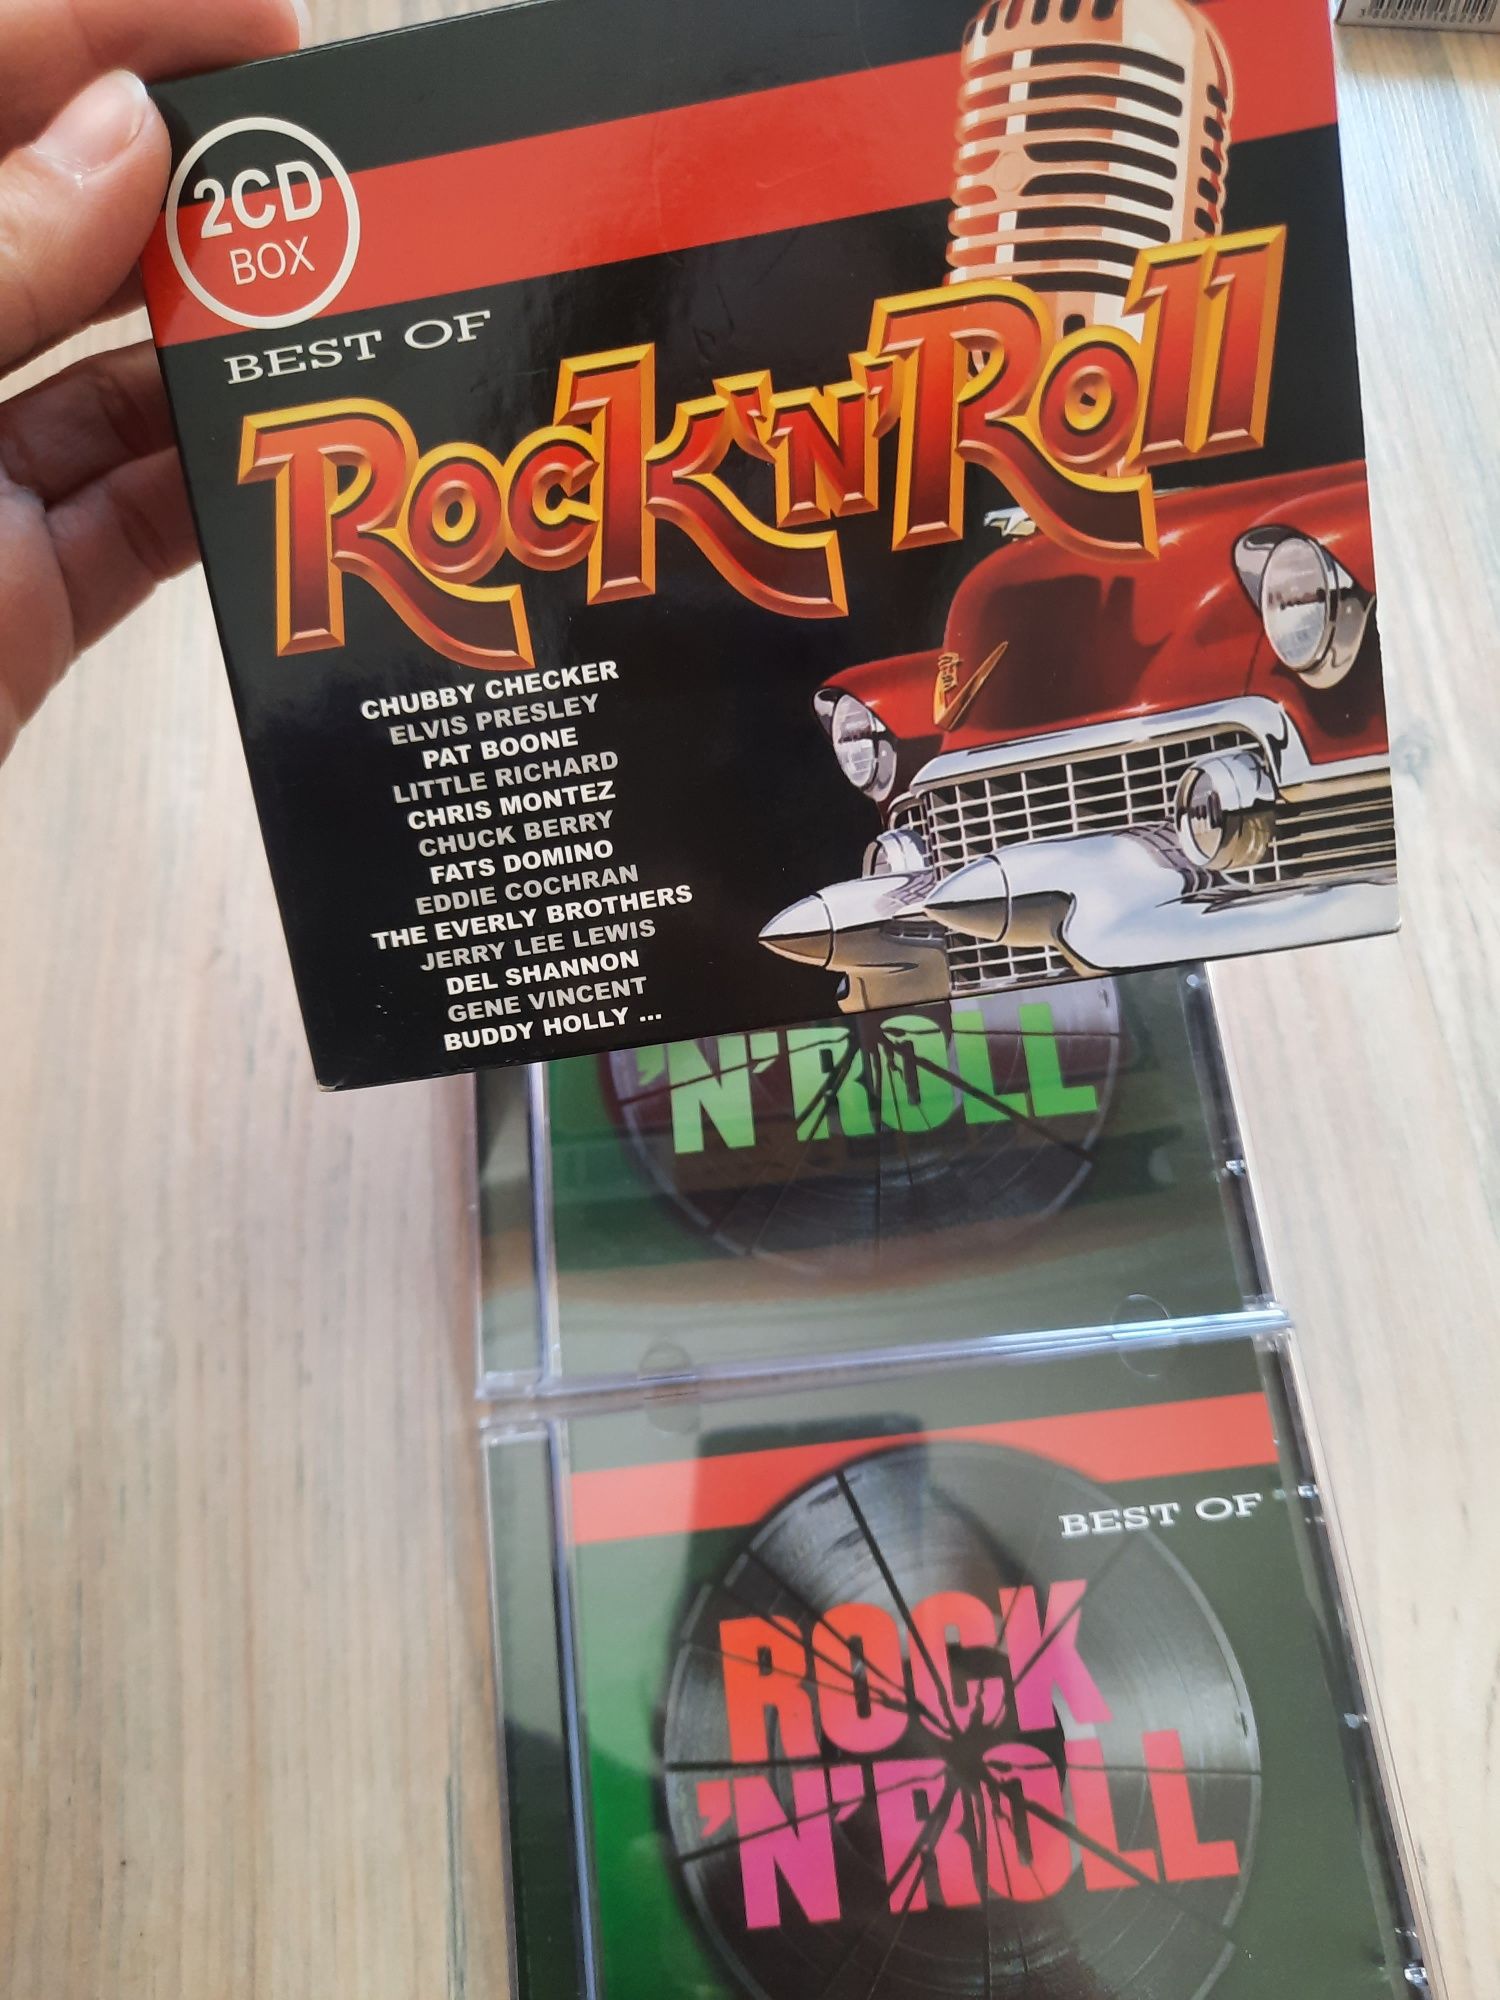 2CD
BOX
BEST OF
ROCK'N'ROLL
CHUBBY CHECKER
ELVIS PRESLEY
PAT BOONE
LITTLE RICHARD
CHRIS MONTEZ
CHUCK BERRY
FATS DOMINO
EDDIE COCHRAN
THE EVERLY BROTHERS
JERRY LEE LEWIS
DEL SHANNON
GENE VINCENT
BUDDY HOLLY ...
'N'ROLL
BEST OF
ROCK
'N'ROLL